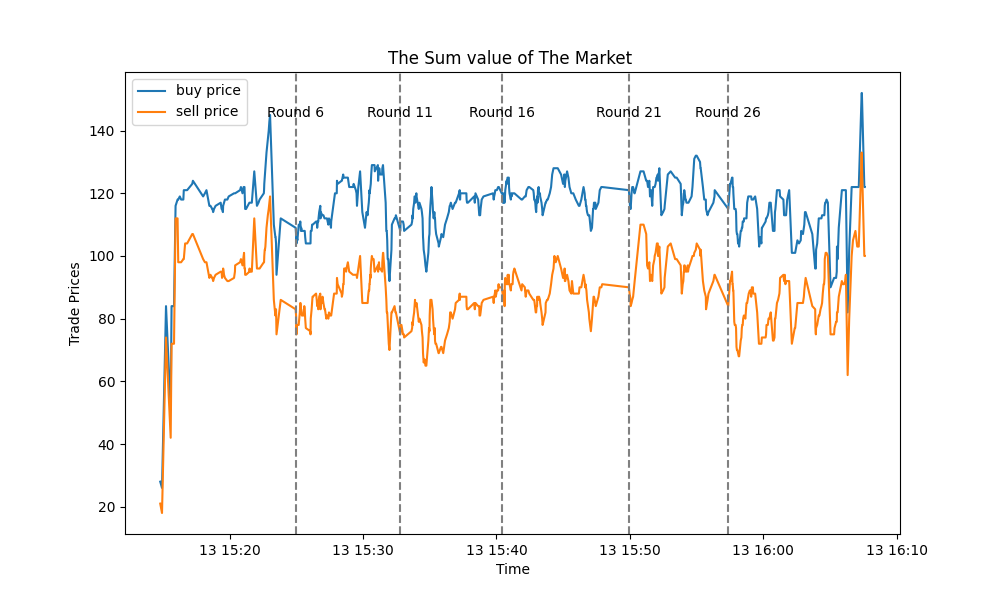 The Sum value of The Market
buy price
sell price
Round 6
Round 11
Round 16
Round 21
Round 26
Trade Prices
140
120
100
80
60
40
20
13 15:20
13 15:30
13 15:40
13 15:50
13 16:00
13 16:10
Time